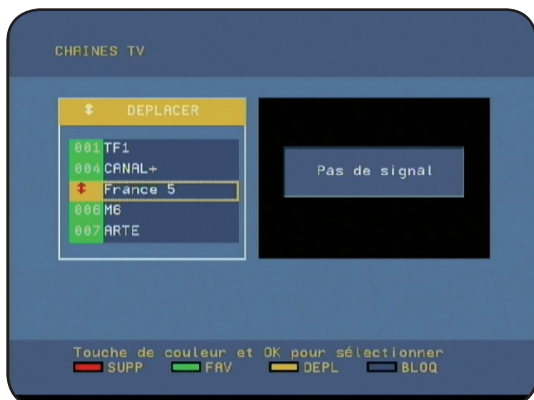 CHAINES TV
DEPLACER
001 TF1
004 CANAL+
France 5
006 M6
007 ARTE
Pas de signal
Touche de couleur et OK pour sélectionner
SUPP FAV DEPL BLOQ